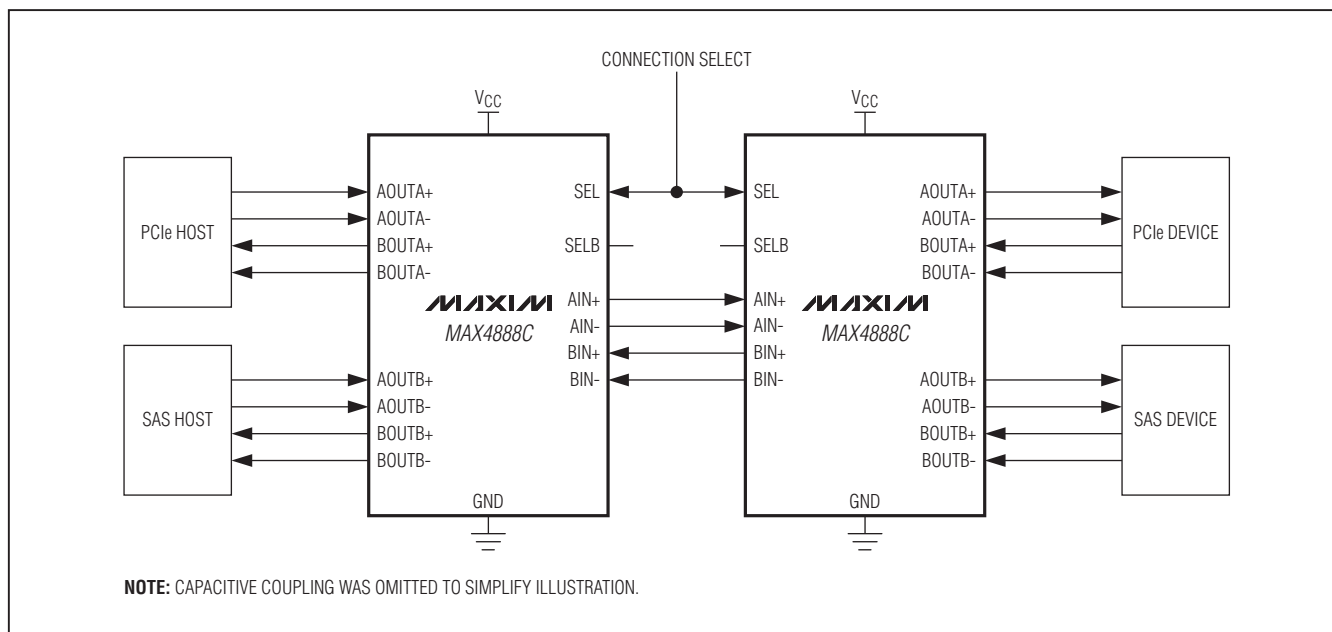 CONNECTION SELECT
VCC
VCC
PCIe HOST
SAS HOST
AOUTA+
AOUTA-
BOUTA+
BOUTA-
AOUTB+
AOUTB-
BOUTB+
BOUTB-
SEL
SELB
AIN+
AIN-
BIN+
BIN-
MAXIM
MAX4888C
GND
SEL
SELB
AIN+
AIN-
BIN+
BIN-
MAXIM
MAX4888C
AOUTA+
AOUTA-
BOUTA+
BOUTA-
AOUTB+
AOUTB-
BOUTB+
BOUTB-
GND
PCIe DEVICE
SAS DEVICE
NOTE: CAPACITIVE COUPLING WAS OMITTED TO SIMPLIFY ILLUSTRATION.